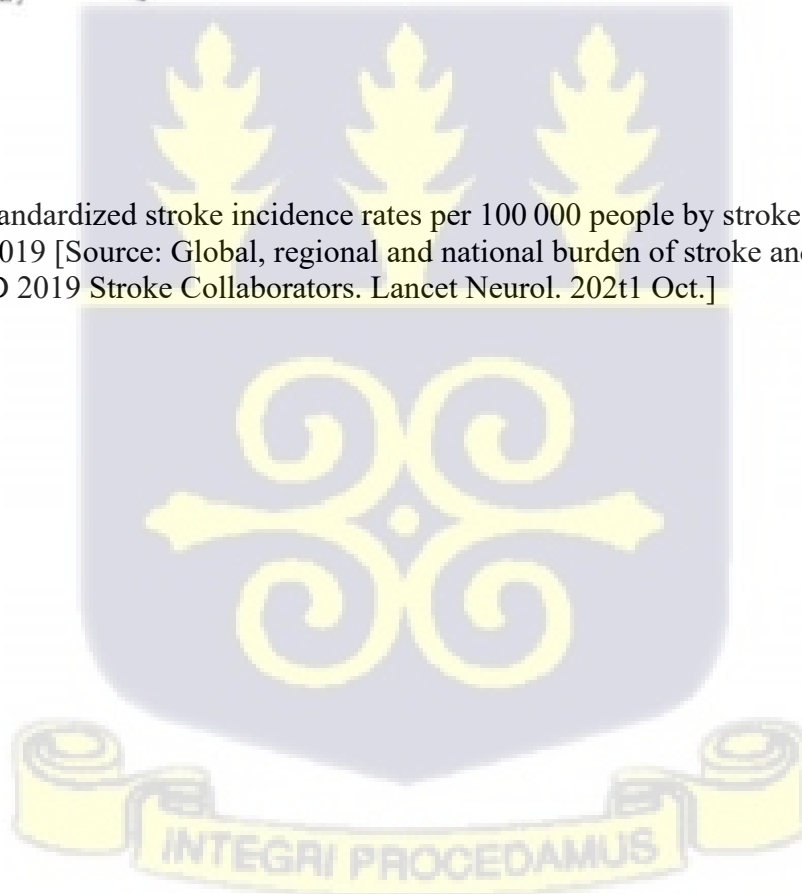 andardized stroke incidence rates per 100 000 people by stroke
019 [Source: Global, regional and national burden of stroke and
D 2019 Stroke Collaborators. Lancet Neurol. 202t1 Oct.]
INTEGRI PROCEDAMUS